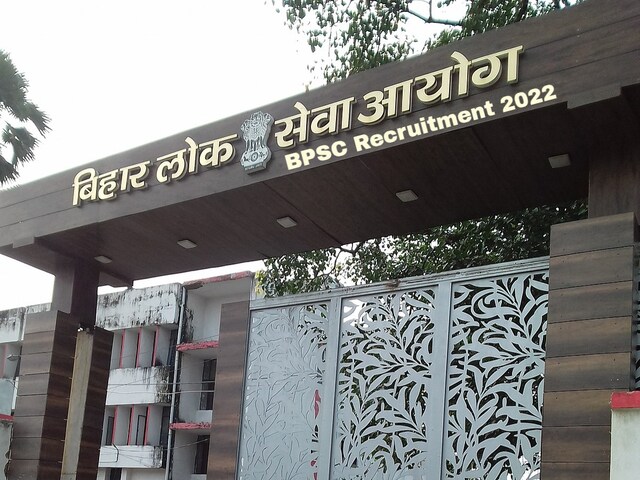 बिहार लोक सेवा आयोग
BPSC Recruitment 2022